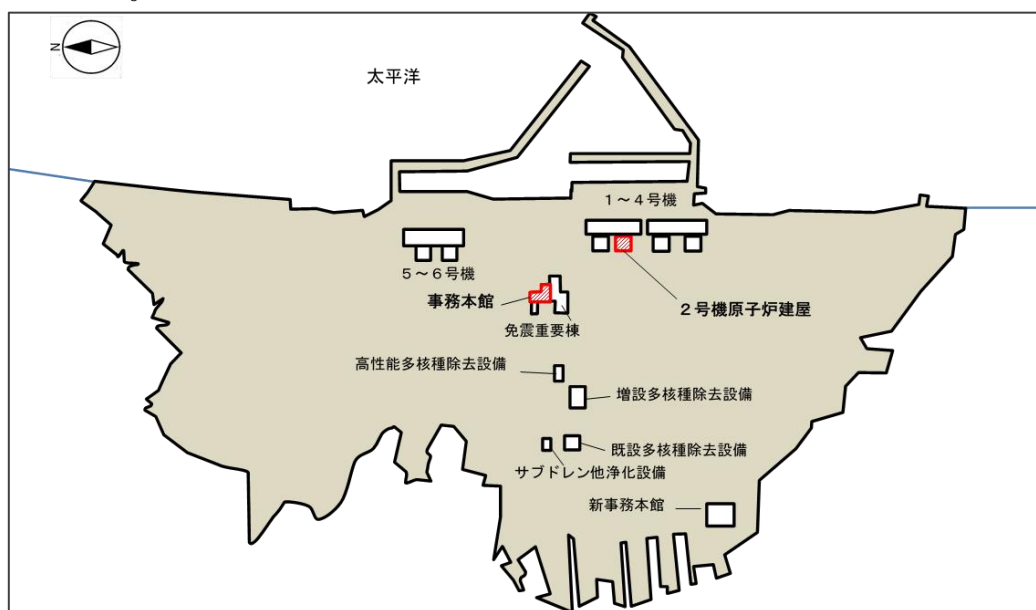 N
太平洋
1～4号機
5～6号機
事務本館
2号機原子炉建屋
免震重要棟
高性能多核種除去設備
増設多核種除去設備
既設多核種除去設備
サブドレン他浄化設備
新事務本館